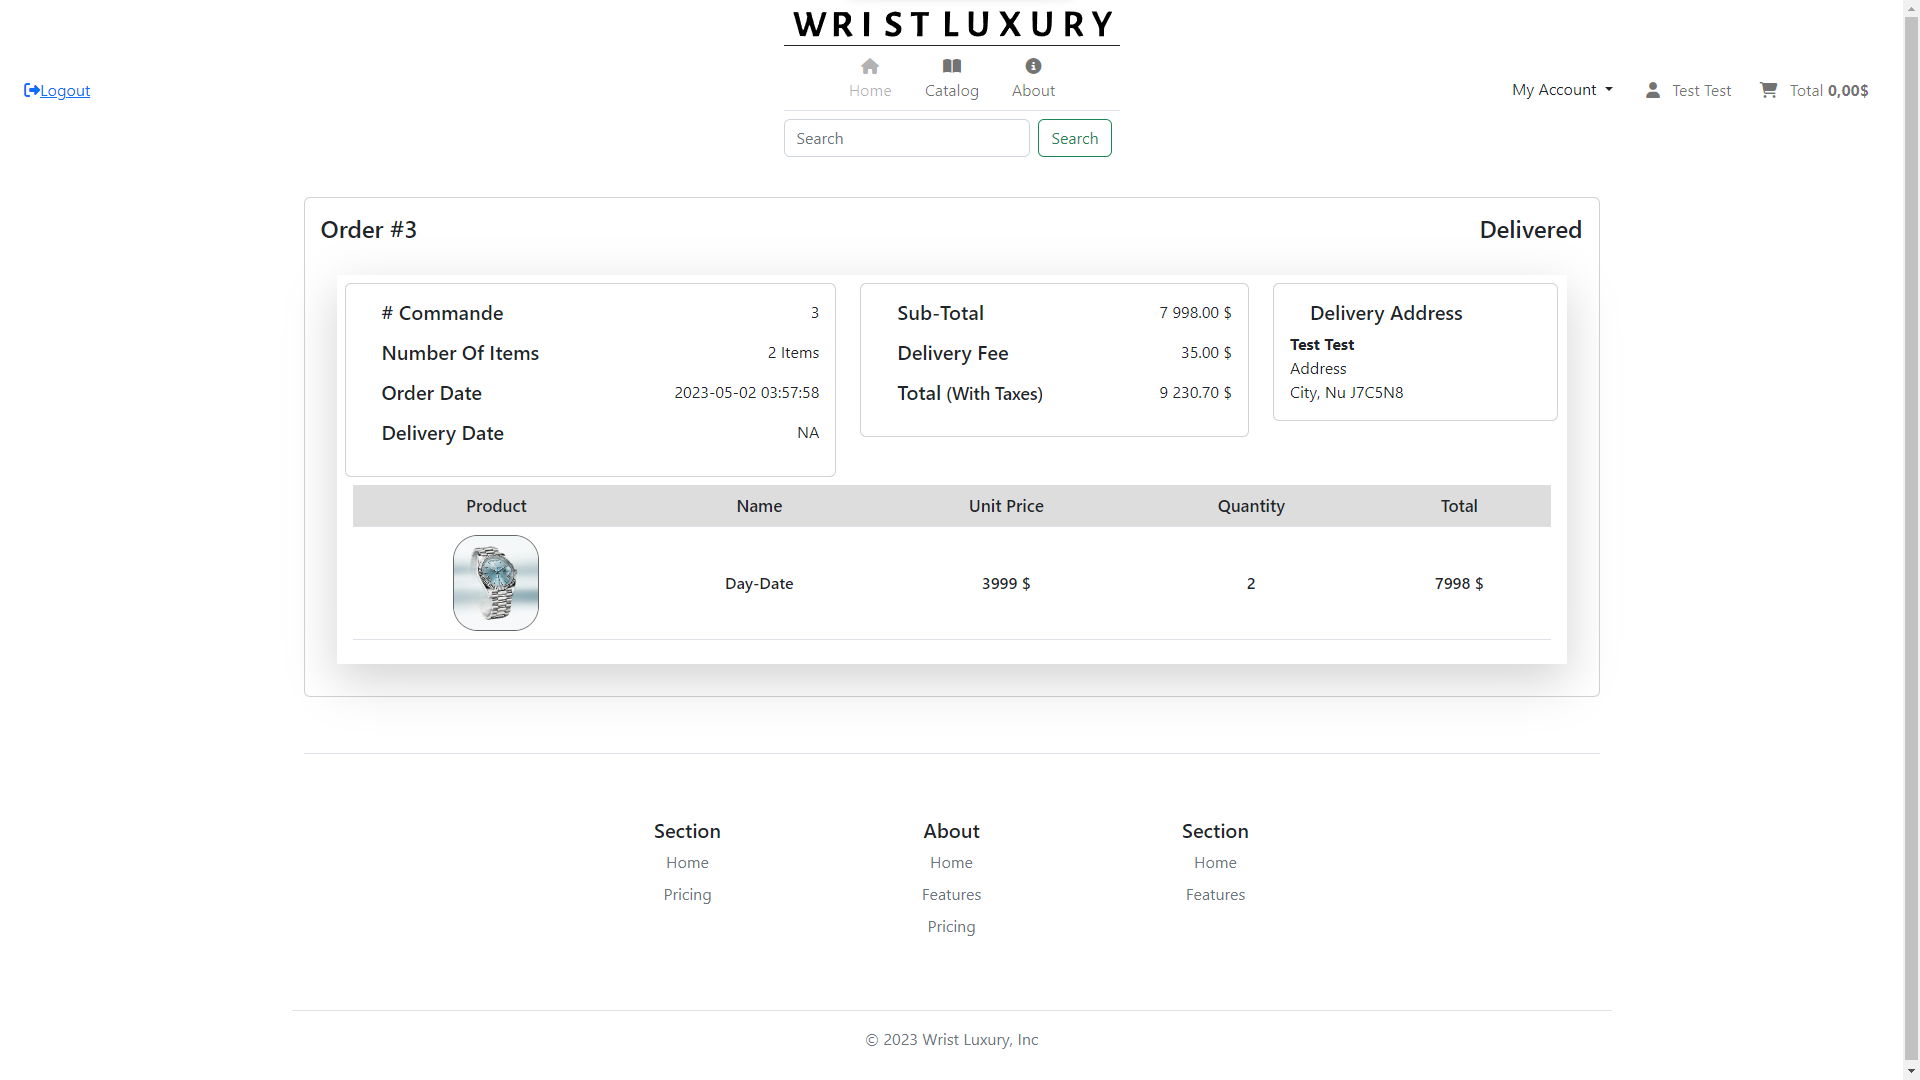 WRIST LUXURY
Logout
Home
Catalog
About
My Account
Test Test
Total 0,00$
Search
Search
Order #3
Delivered
# Commande 3
Number Of Items 2 Items
Order Date 2023-05-02 03:57:58
Delivery Date NA
Sub-Total 7 998.00 $
Delivery Fee 35.00 $
Total (With Taxes) 9 230.70 $
Delivery Address
Test Test
Address
City, Nu J7C5N8
Product Name Unit Price Quantity Total
Day-Date 3999 $ 2 7998 $
Section
Home
Pricing
About
Home
Features
Pricing
Section
Home
Features
© 2023 Wrist Luxury, Inc